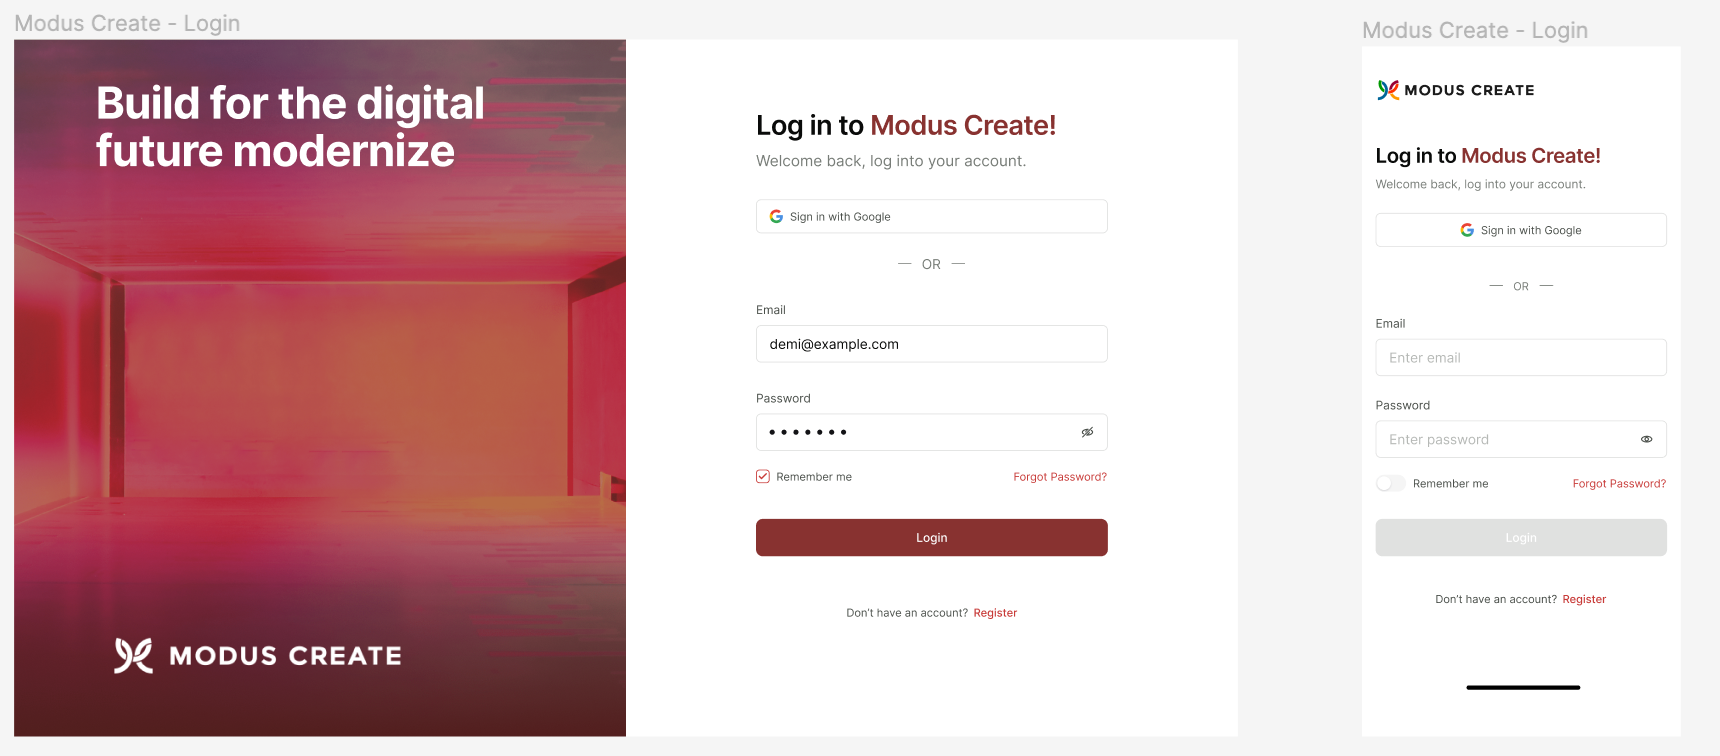 Modus Create - Login
Build for the digital
future modernize
MODUS CREATE
Log in to Modus Create!
Welcome back, log into your account.
Sign in with Google
OR
Email
demi@example.com
Password
Remember me
Forgot Password?
Login
Don't have an account? Register
Modus Create - Login
MODUS CREATE
Log in to Modus Create!
Welcome back, log into your account.
Sign in with Google
OR
Email
Enter email
Password
Enter password
Remember me
Forgot Password?
Login
Don't have an account? Register